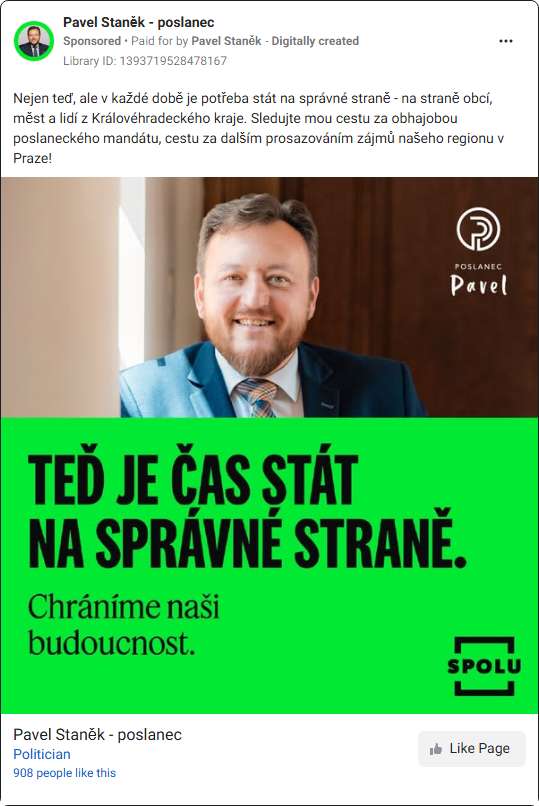 Pavel Staněk - poslanec
Sponsored • Paid for by Pavel Staněk - Digitally created
Library ID: 1393719528478167
Nejen teď, ale v každé době je potřeba stát na správné straně - na straně obcí,
měst a lidí z Královéhradeckého kraje. Sledujte mou cestu za obhajobou
poslaneckého mandátu, cestu za dalším prosazováním zájmů našeho regionu v
Praze!
POSLANEC
Pavel
TEĎ JE ČAS STÁT
NA SPRÁVNÉ STRANĚ.
Chráníme naši
budoucnost.
SPOLU
Pavel Staněk - poslanec
Politician
908 people like this
Like Page